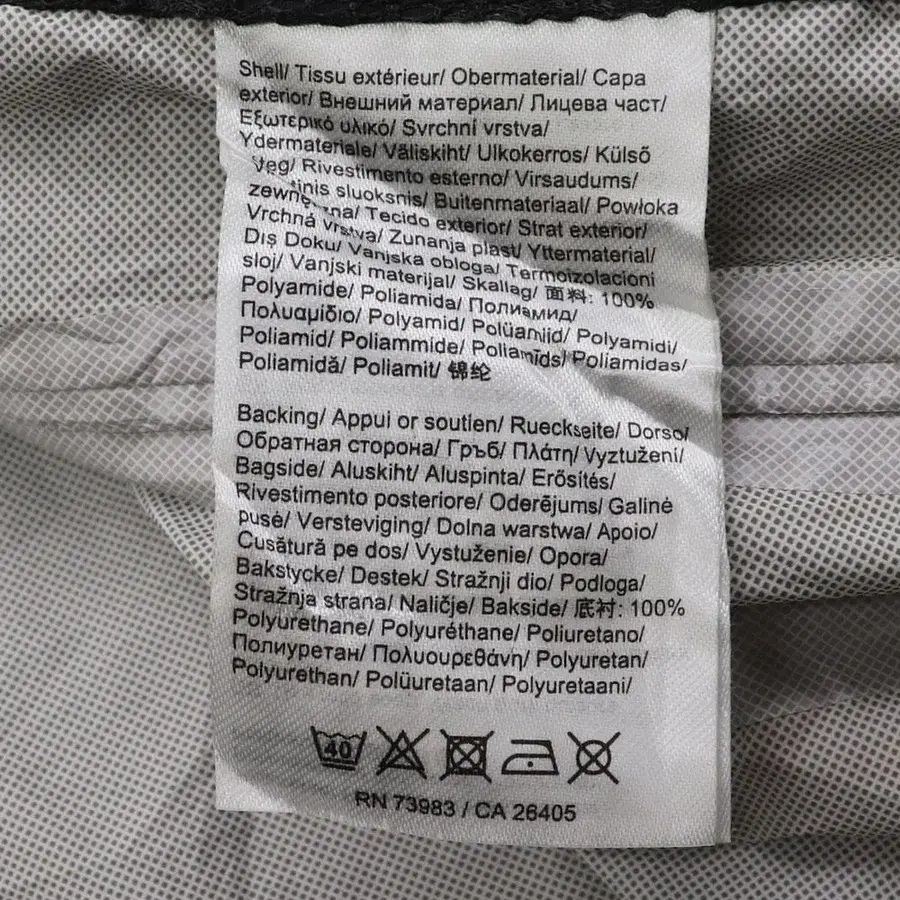 Shell/ Tissu extérieur/ Obermaterial/ Capa
exterior/ Внешний материал/ Лицева част/
Εξωτερικό υλικό/ Svrchní vrstva/
Ydermateriale/ Väliskiht/ Ulkokerros/ Külső
réteg/ Rivestimento esterno/ Virsaudums/
sluoksnis/ Buitenmateriaal/ Powłoka
zewnętrzna/ Tecido exterior/ Strat exterior/
Vrchná vrstva/ Zunanja plast/ Yttermaterial/
Dış Doku/ Vanjska obloga/ Termoizolacioni
sloj/ Vanjski materijal/ Skallag/ 面料: 100%
Polyamide/ Poliamida/ Полиамид/
Πολυαμίδιο/ Polyamid/ Polüamiid/ Polyamidi/
Poliamid/ Poliammide/ Poliamīds/ Poliamidas/
Poliamidă/ Poliamit/ 锦纶
Backing/ Appui or soutien/ Rueckseite/ Dorso/
Обратная сторона/ Гръб/ Πλάτη/ Vyztužení/
Bagside/ Aluskiht/ Aluspinta/ Erősítés/
Rivestimento posteriore/ Oderējums/ Galinė
pusė/ Versteviging/ Dolna warstwa/ Apoio/
Cusătură pe dos/ Vystuženie/ Opora/
Bakstycke/ Destek/ Stražnji dio/ Podloga/
Stražnja strana/ Naličje/ Bakside/ 底衬: 100%
Polyurethane/ Polyuréthane/ Poliuretano/
Полиуретан/ Πολυουρεθάνη/ Polyuretan/
Polyurethan/ Polüuretaan/ Polyuretaani/
40
RN 73983 / CA 26405